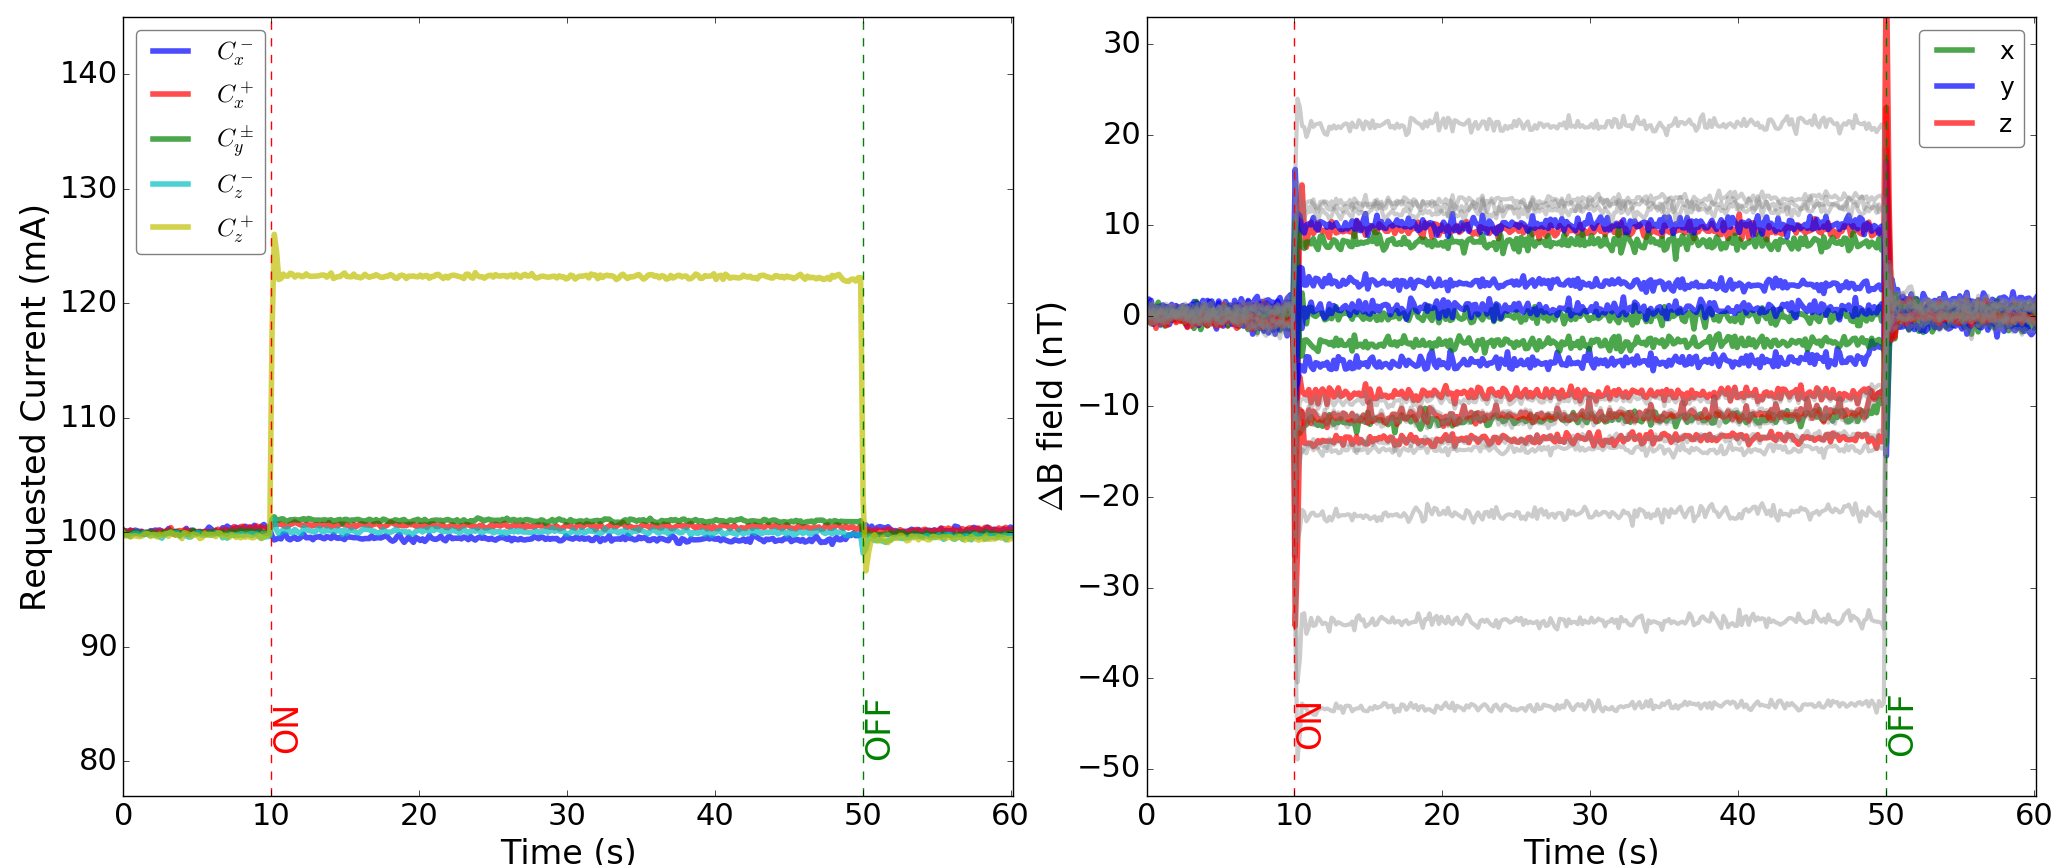 Requested Current (mA)
140
130
120
110
100
90
80
0 10 20 30 40 50 60
Time (s)
C_x^-
C_x^+
C_y^±
C_z^-
C_z^+
ON
OFF
ΔB field (nT)
30
20
10
0
−10
−20
−30
−40
−50
0 10 20 30 40 50 60
Time (s)
x
y
z
ON
OFF